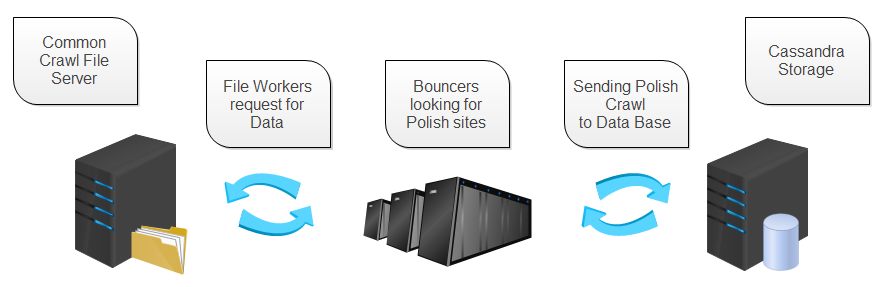 Common
Crawl File
Server
File Workers
request for
Data
Bouncers
looking for
Polish sites
Sending Polish
Crawl
to Data Base
Cassandra
Storage